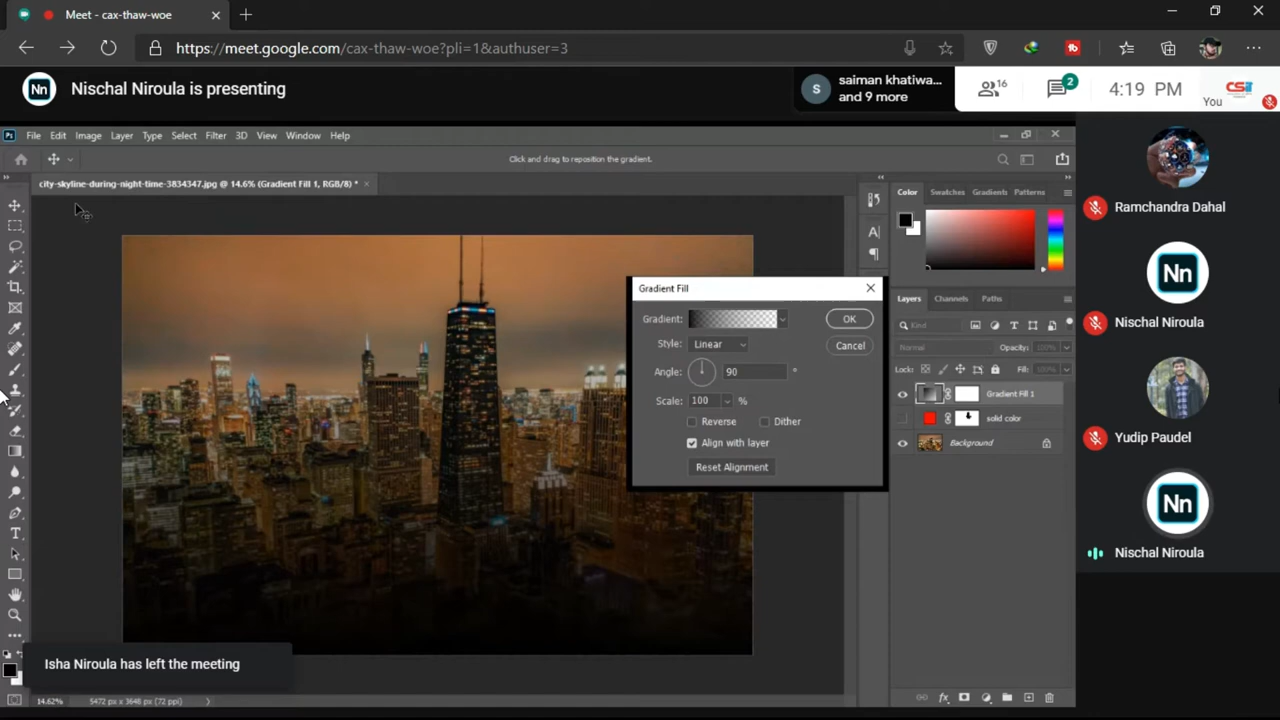 Meet - cax-thaw-woe
https://meet.google.com/cax-thaw-woe?pli=1&authuser=3
Nn
Nischal Niroula is presenting
S
saiman khatiwa...
and 9 more
16
2
4:19 PM
CSiT
You
Ps
File Edit Image Layer Type Select Filter 3D View Window Help
Click and drag to reposition the gradient.
city-skyline-during-night-time-3834347.jpg @ 14.6% (Gradient Fill 1, RGB/8) *
Color Swatches Gradients Patterns
Gradient Fill
Gradient:
OK
Style: Linear
Cancel
Angle: 90 °
Scale: 100 %
Reverse Dither
Align with layer
Reset Alignment
Layers Channels Paths
Kind
Normal Opacity: 100%
Lock: Fill: 100%
Gradient Fill 1
solid color
Background
Ramchandra Dahal
Nn
Nischal Niroula
Yudip Paudel
Nn
Nischal Niroula
Isha Niroula has left the meeting
14.62% 5472 px x 3648 px (72 ppi)